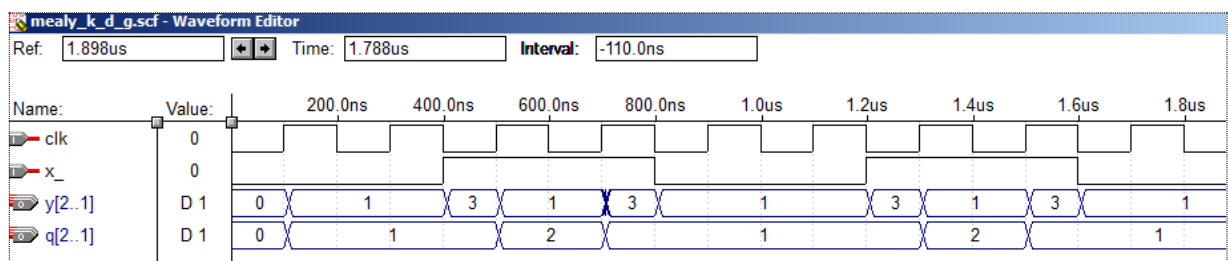 mealy_k_d_g.scf - Waveform Editor
Ref: 1.898us Time: 1.788us Interval: -110.0ns
Name: Value: 200.0ns 400.0ns 600.0ns 800.0ns 1.0us 1.2us 1.4us 1.6us 1.8us
clk 0
x_ 0
y[2..1] D 1 0 1 3 1 3 1 3 1 3 1
q[2..1] D 1 0 1 2 1 2 1